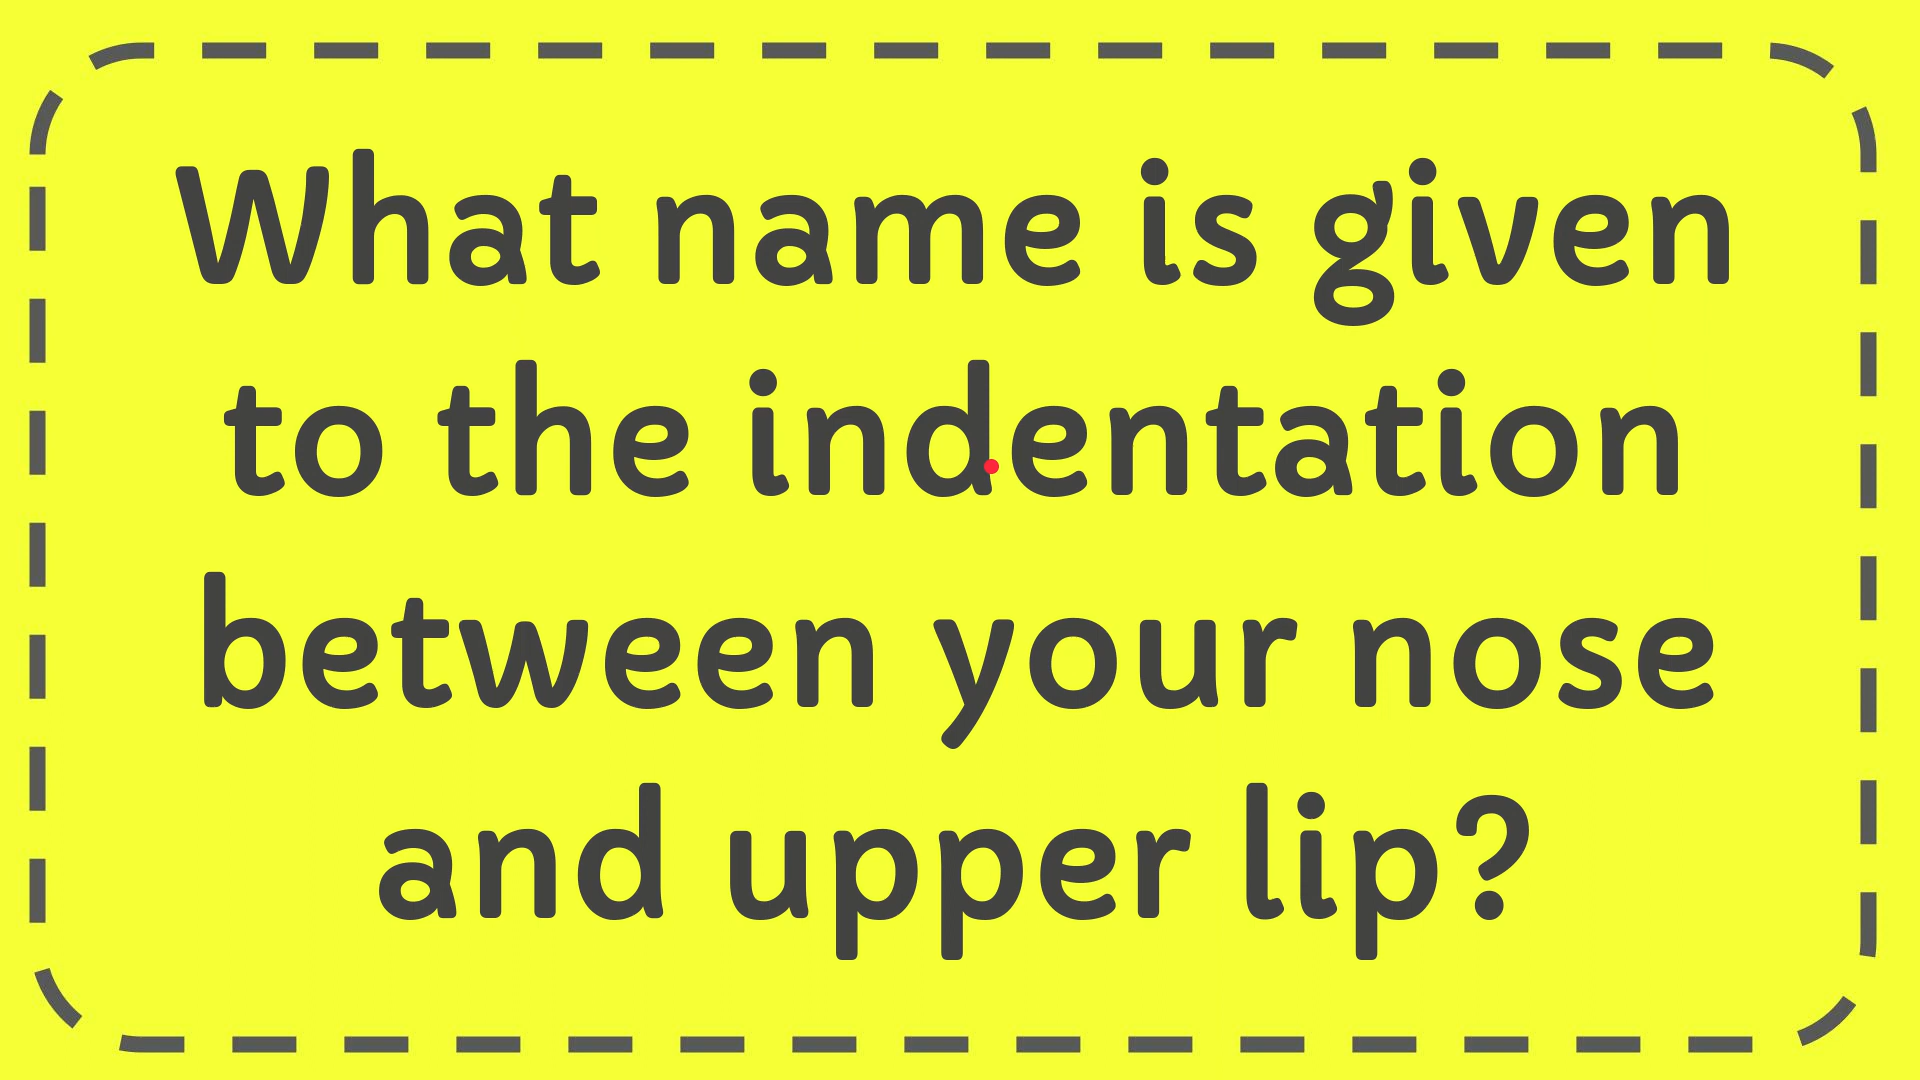 What name is given
to the indentation
between your nose
and upper lip?